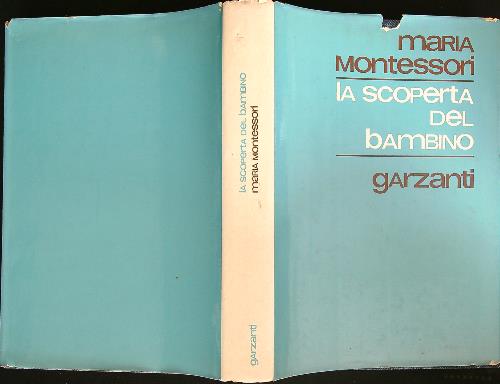 maria
montessori
la scoperta
del
bambino
garzanti
la scoperta del bambino
maria montessori
garzanti